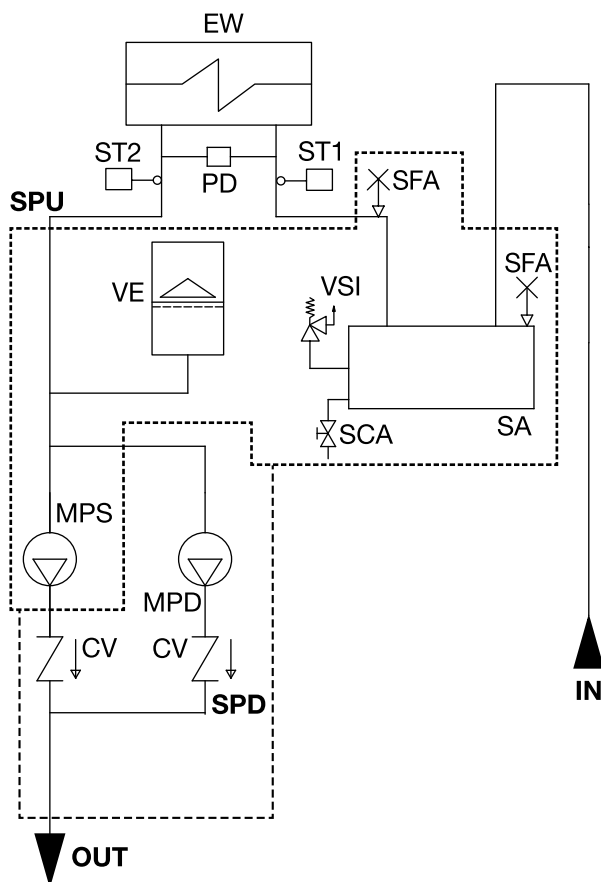 EW
ST2
ST1
PD
SPU
SFA
SFA
VE
VSI
SCA
SA
MPS
MPD
CV
CV
SPD
IN
OUT